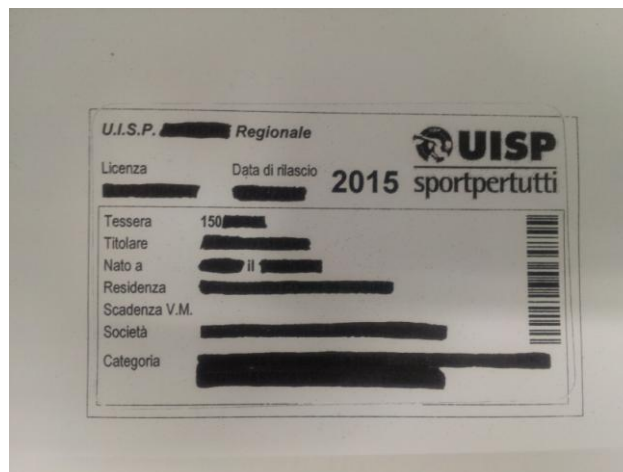 U.I.S.P. Regionale
UISP
sportpertutti
Licenza Data di rilascio 2015
Tessera 150
Titolare
Nato a il
Residenza
Scadenza V.M.
Società
Categoria